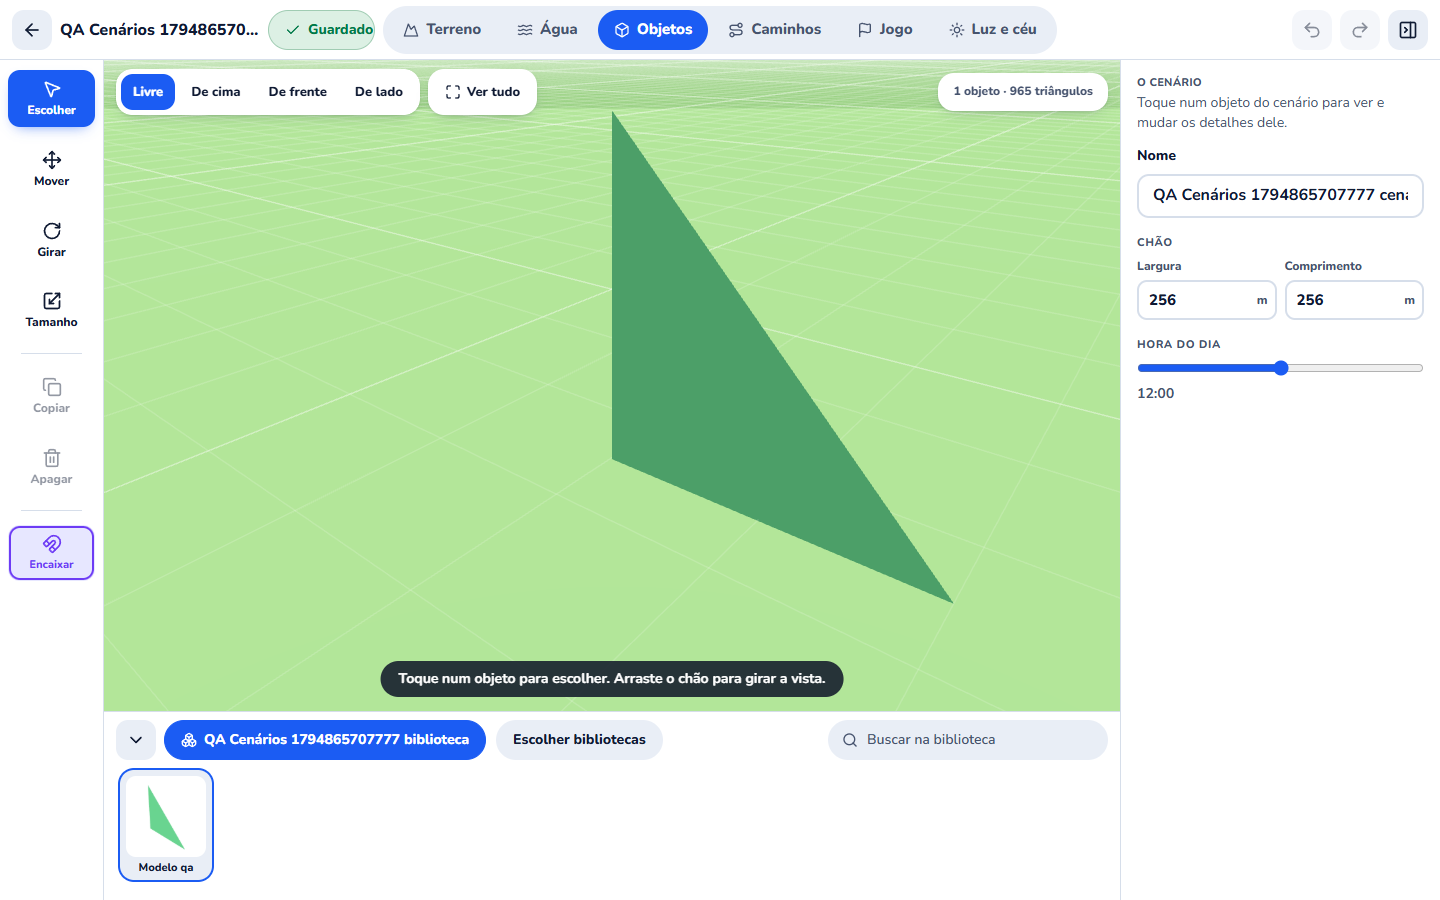 QA Cenários 179486570...
Guardado
Terreno
Água
Objetos
Caminhos
Jogo
Luz e céu
Escolher
Mover
Girar
Tamanho
Copiar
Apagar
Encaixar
Livre
De cima
De frente
De lado
Ver tudo
1 objeto · 965 triângulos
Toque num objeto para escolher. Arraste o chão para girar a vista.
QA Cenários 1794865707777 biblioteca
Escolher bibliotecas
Buscar na biblioteca
Modelo qa
O CENÁRIO
Toque num objeto do cenário para ver e
mudar os detalhes dele.
Nome
QA Cenários 1794865707777 cena
CHÃO
Largura
Comprimento
256 m
256 m
HORA DO DIA
12:00